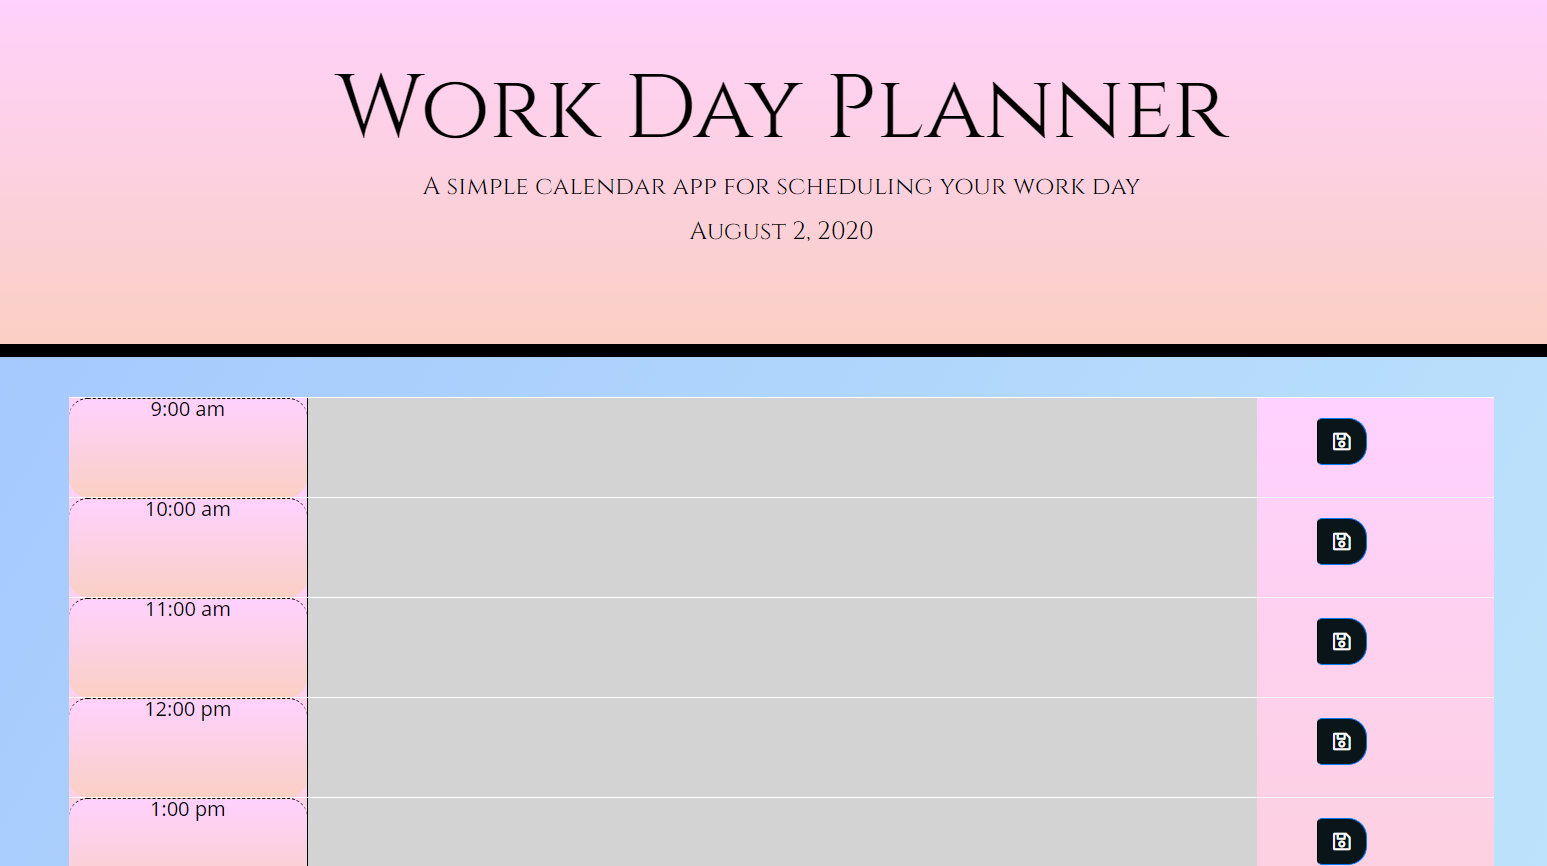 Work Day Planner
A simple calendar app for scheduling your work day
August 2, 2020
9:00 am
10:00 am
11:00 am
12:00 pm
1:00 pm